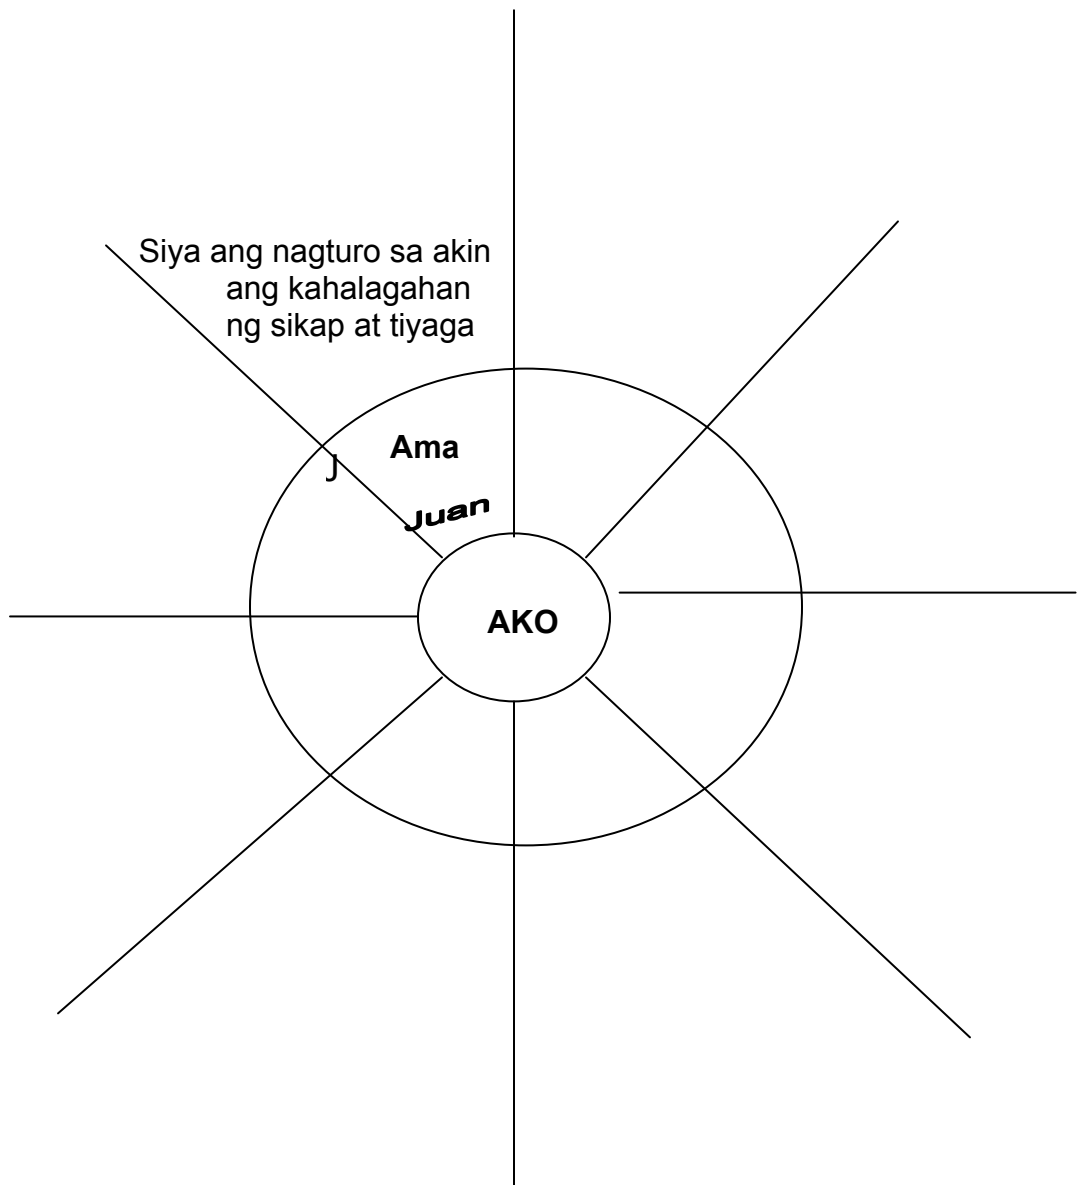 Siya ang nagturo sa akin
ang kahalagahan
ng sikap at tiyaga
Ama
J
Juan
AKO